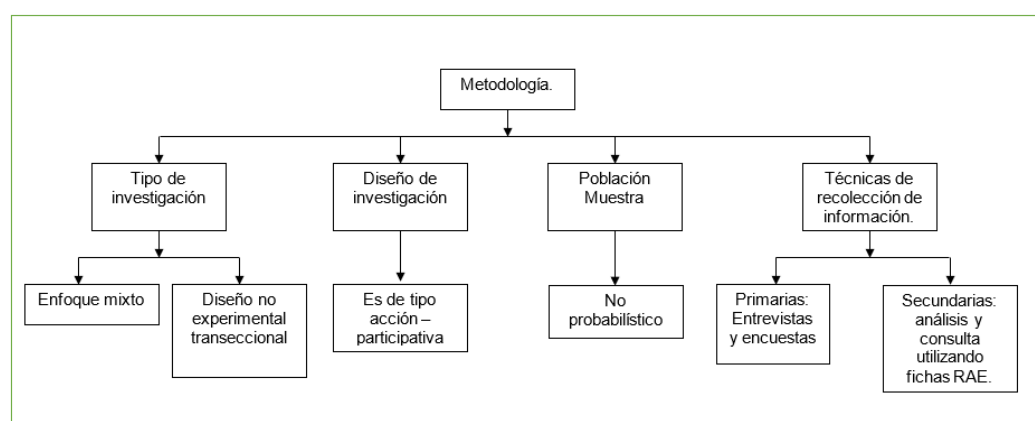 Metodología.
Tipo de
investigación
Diseño de
investigación
Población
Muestra
Técnicas de
recolección de
información.
Enfoque mixto
Diseño no
experimental
transeccional
Es de tipo
acción –
participativa
No
probabilístico
Primarias:
Entrevistas
y encuestas
Secundarias:
análisis y
consulta
utilizando
fichas RAE.